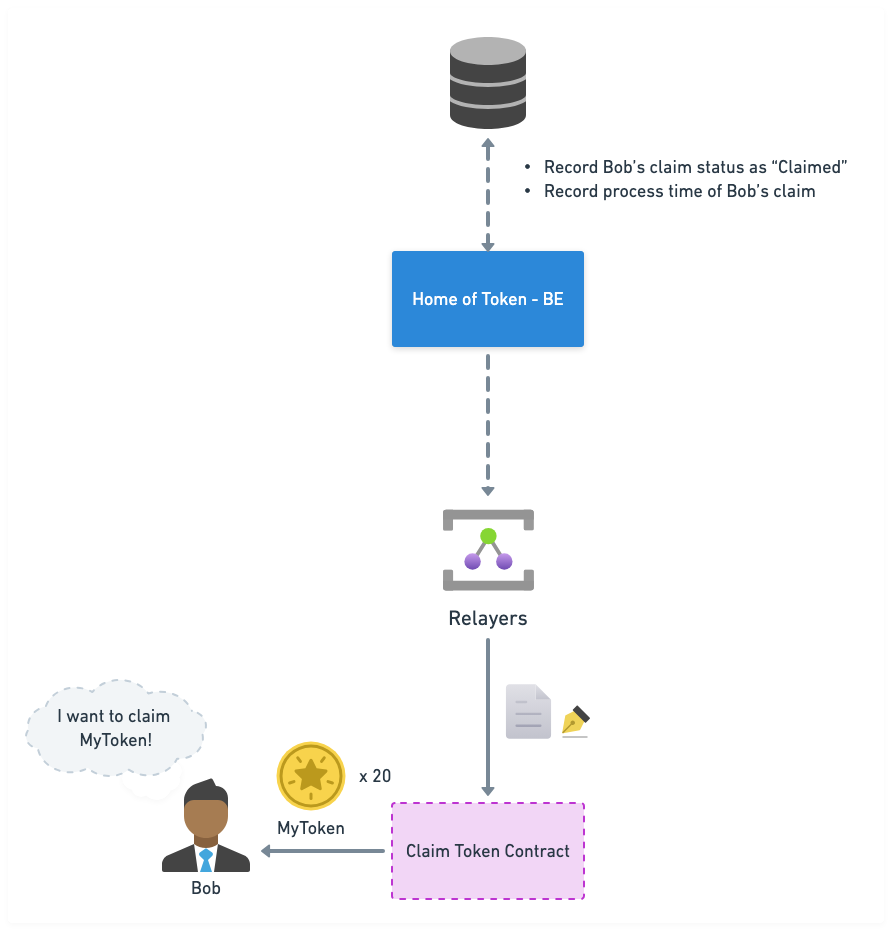 • Record Bob’s claim status as “Claimed”
• Record process time of Bob’s claim
Home of Token - BE
Relayers
I want to claim
MyToken!
x 20
MyToken
Claim Token Contract
Bob